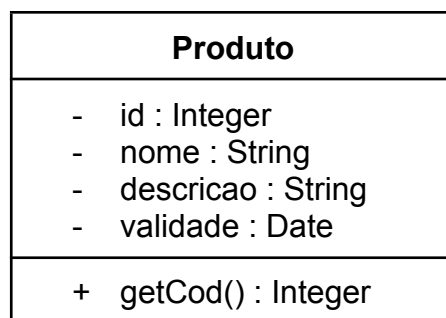 Produto
- id : Integer
- nome : String
- descricao : String
- validade : Date
+ getCod() : Integer